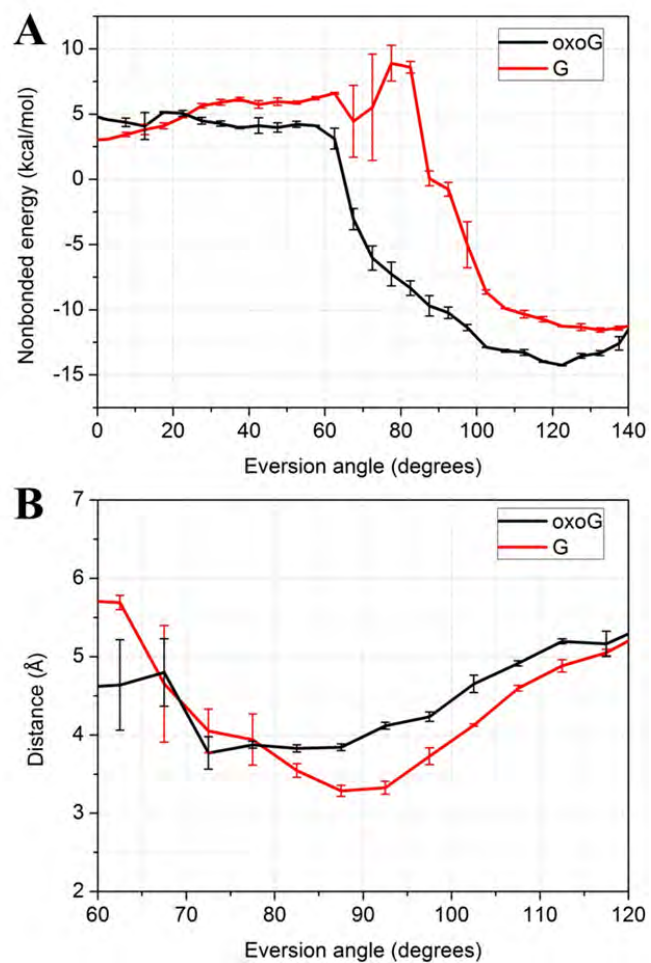 A
oxoG
G
Nonbonded energy (kcal/mol)
10
5
0
-5
-10
-15
0 20 40 60 80 100 120 140
Eversion angle (degrees)
B
oxoG
G
Distance (Å)
7
6
5
4
3
2
60 70 80 90 100 110 120
Eversion angle (degrees)